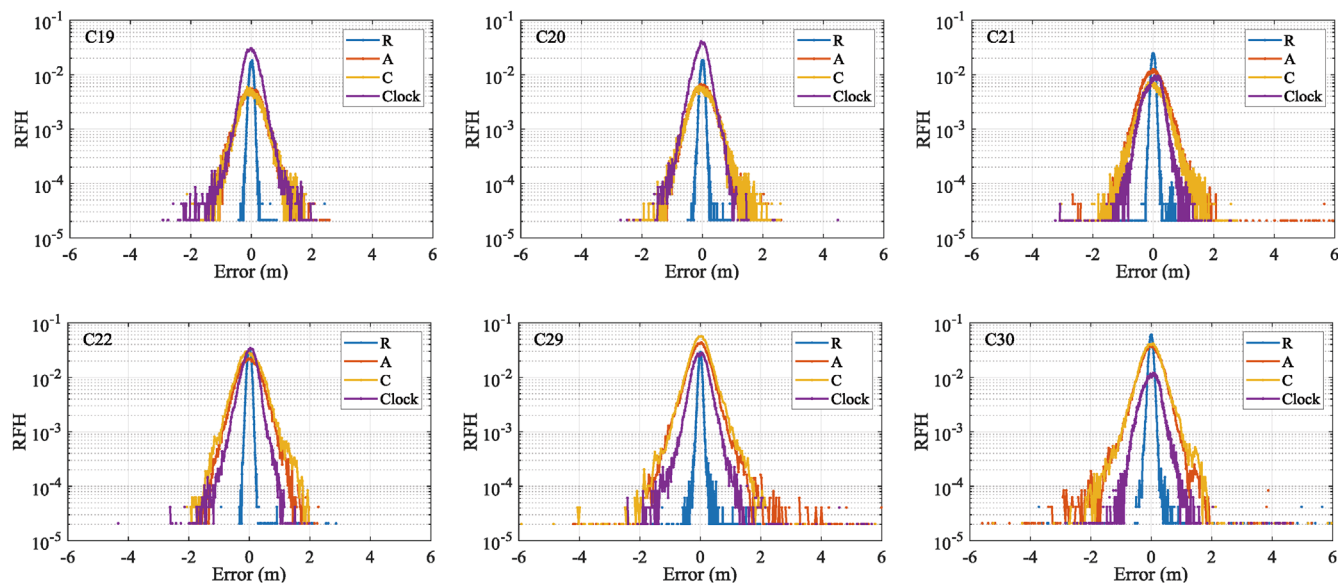 10⁻¹
10⁻²
10⁻³
10⁻⁴
10⁻⁵
RFH
C19
R
A
C
Clock
-6 -4 -2 0 2 4 6
Error (m)
10⁻¹
10⁻²
10⁻³
10⁻⁴
10⁻⁵
RFH
C20
R
A
C
Clock
-6 -4 -2 0 2 4 6
Error (m)
10⁻¹
10⁻²
10⁻³
10⁻⁴
10⁻⁵
RFH
C21
R
A
C
Clock
-6 -4 -2 0 2 4 6
Error (m)
10⁻¹
10⁻²
10⁻³
10⁻⁴
10⁻⁵
RFH
C22
R
A
C
Clock
-6 -4 -2 0 2 4 6
Error (m)
10⁻¹
10⁻²
10⁻³
10⁻⁴
10⁻⁵
RFH
C29
R
A
C
Clock
-6 -4 -2 0 2 4 6
Error (m)
10⁻¹
10⁻²
10⁻³
10⁻⁴
10⁻⁵
RFH
C30
R
A
C
Clock
-6 -4 -2 0 2 4 6
Error (m)